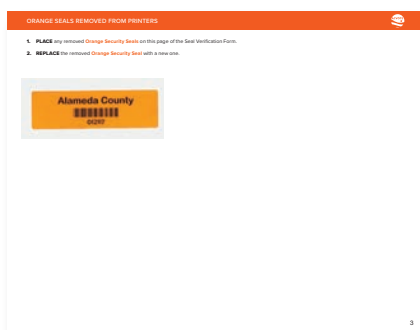 ORANGE SEALS REMOVED FROM PRINTERS
1. PLACE any removed Orange Security Seals on this page of the Seal Verification Form.
2. REPLACE the removed Orange Security Seal with a new one.
Alameda County
01297
3